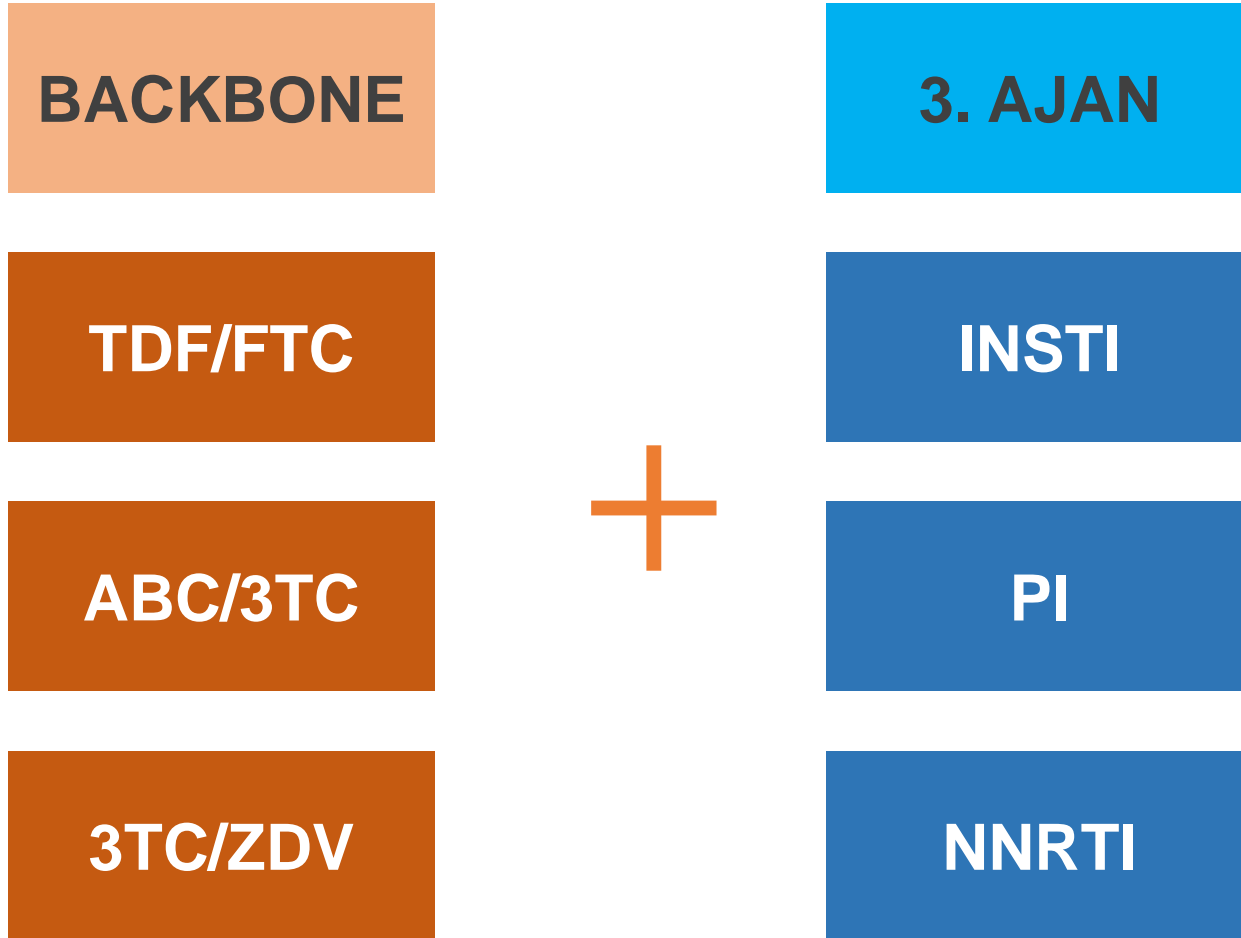 BACKBONE
TDF/FTC
ABC/3TC
3TC/ZDV
3. AJAN
INSTI
PI
NNRTI